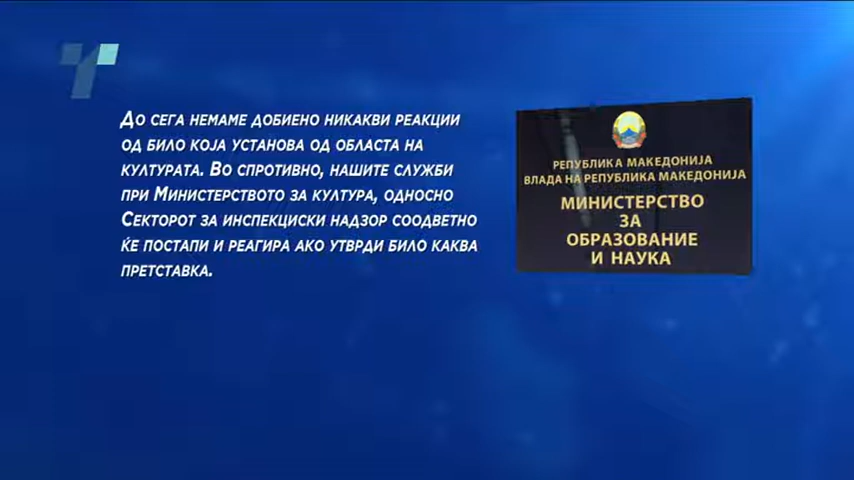 До сега немаме добиено никакви реакции
од било која установа од областа на
културата. Во спротивно, нашите служби
при Министерството за култура, односно
Секторот за инспекциски надзор соодветно
ќе постапи и реагира ако утврди било каква
претставка.
РЕПУБЛИКА МАКЕДОНИЈА
ВЛАДА НА РЕПУБЛИКА МАКЕДОНИЈА
МИНИСТЕРСТВО
ЗА
ОБРАЗОВАНИЕ
И НАУКА